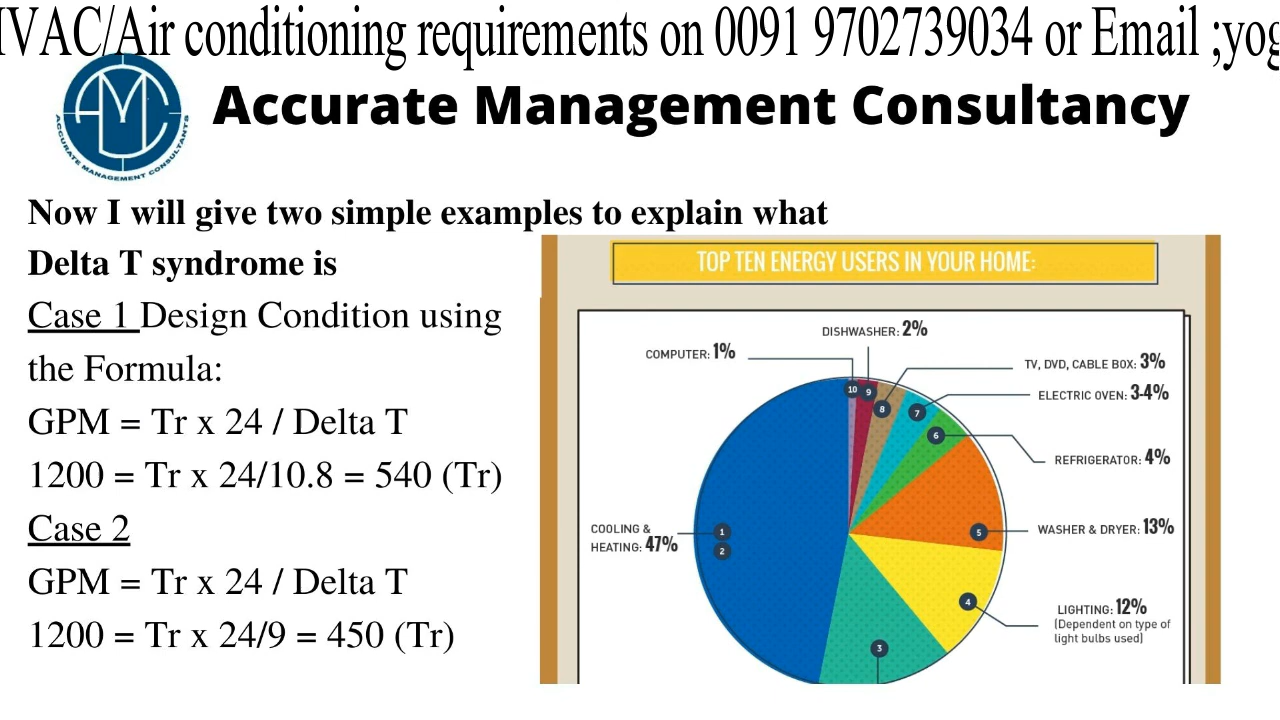 HVAC/Air conditioning requirements on 0091 9702739034 or Email ;yog
ACCURATE MANAGEMENT CONSULTANTS
Accurate Management Consultancy
Now I will give two simple examples to explain what
Delta T syndrome is
Case 1 Design Condition using
the Formula:
GPM = Tr x 24 / Delta T
1200 = Tr x 24/10.8 = 540 (Tr)
Case 2
GPM = Tr x 24 / Delta T
1200 = Tr x 24/9 = 450 (Tr)
TOP TEN ENERGY USERS IN YOUR HOME:
DISHWASHER: 2%
COMPUTER: 1%
TV, DVD, CABLE BOX: 3%
ELECTRIC OVEN: 3-4%
REFRIGERATOR: 4%
WASHER & DRYER: 13%
LIGHTING: 12%
(Dependent on type of
light bulbs used)
COOLING &
HEATING: 47%
10
9
8
7
6
5
4
3
1
2